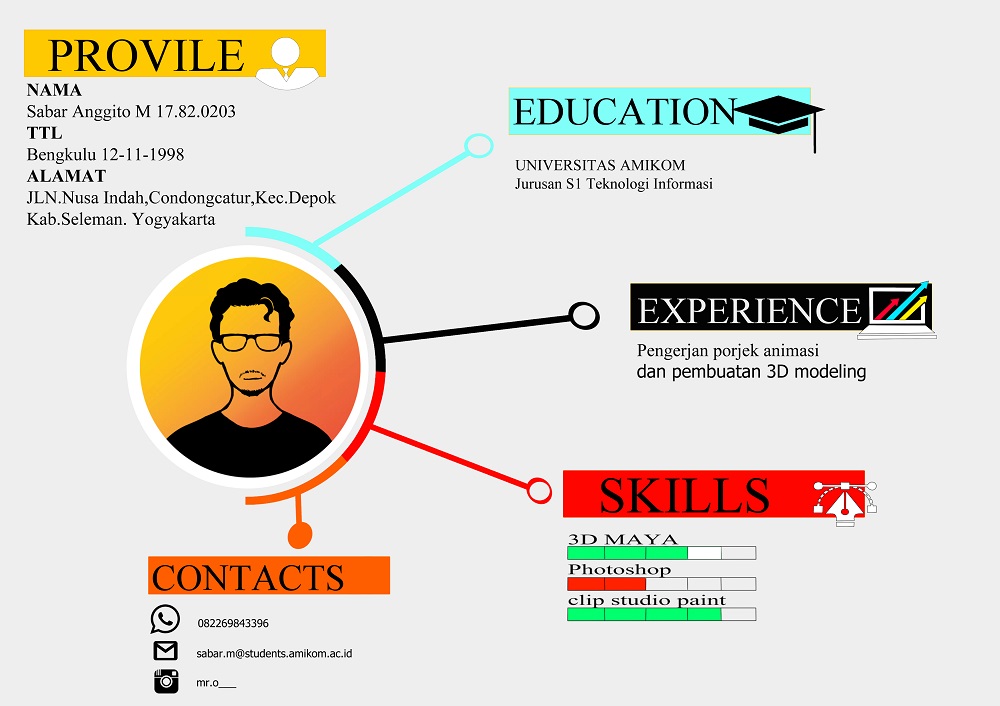 PROVILE
NAMA
Sabar Anggito M 17.82.0203
TTL
Bengkulu 12-11-1998
ALAMAT
JLN.Nusa Indah,Condongcatur,Kec.Depok
Kab.Seleman. Yogyakarta
EDUCATION
UNIVERSITAS AMIKOM
Jurusan S1 Teknologi Informasi
EXPERIENCE
Pengerjan porjek animasi
dan pembuatan 3D modeling
SKILLS
3D MAYA
Photoshop
clip studio paint
CONTACTS
082269843396
sabar.m@students.amikom.ac.id
mr.o___